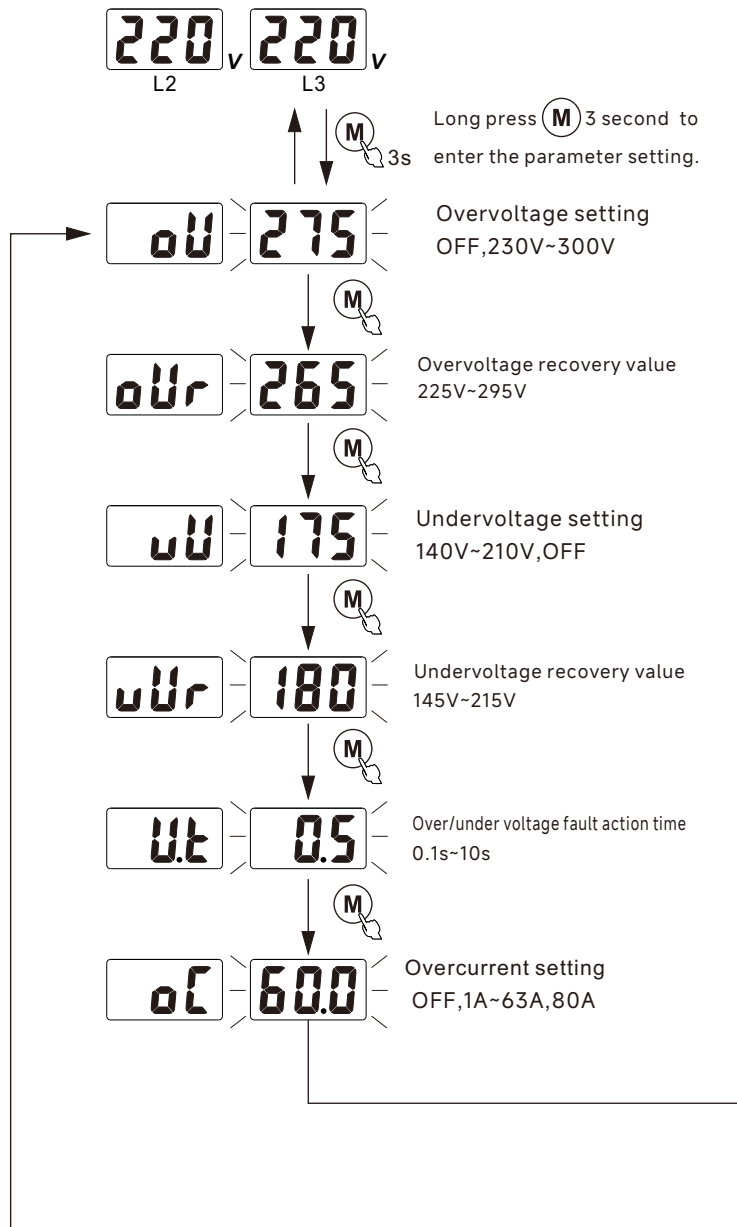 220 V 220 V
L2 L3
M 3s
Long press M 3 second to
enter the parameter setting.
oU 275
Overvoltage setting
OFF,230V~300V
M
oUr 265
Overvoltage recovery value
225V~295V
M
uU 175
Undervoltage setting
140V~210V,OFF
M
uUr 180
Undervoltage recovery value
145V~215V
M
U.t 0.5
Over/under voltage fault action time
0.1s~10s
M
oC 60.0
Overcurrent setting
OFF,1A~63A,80A